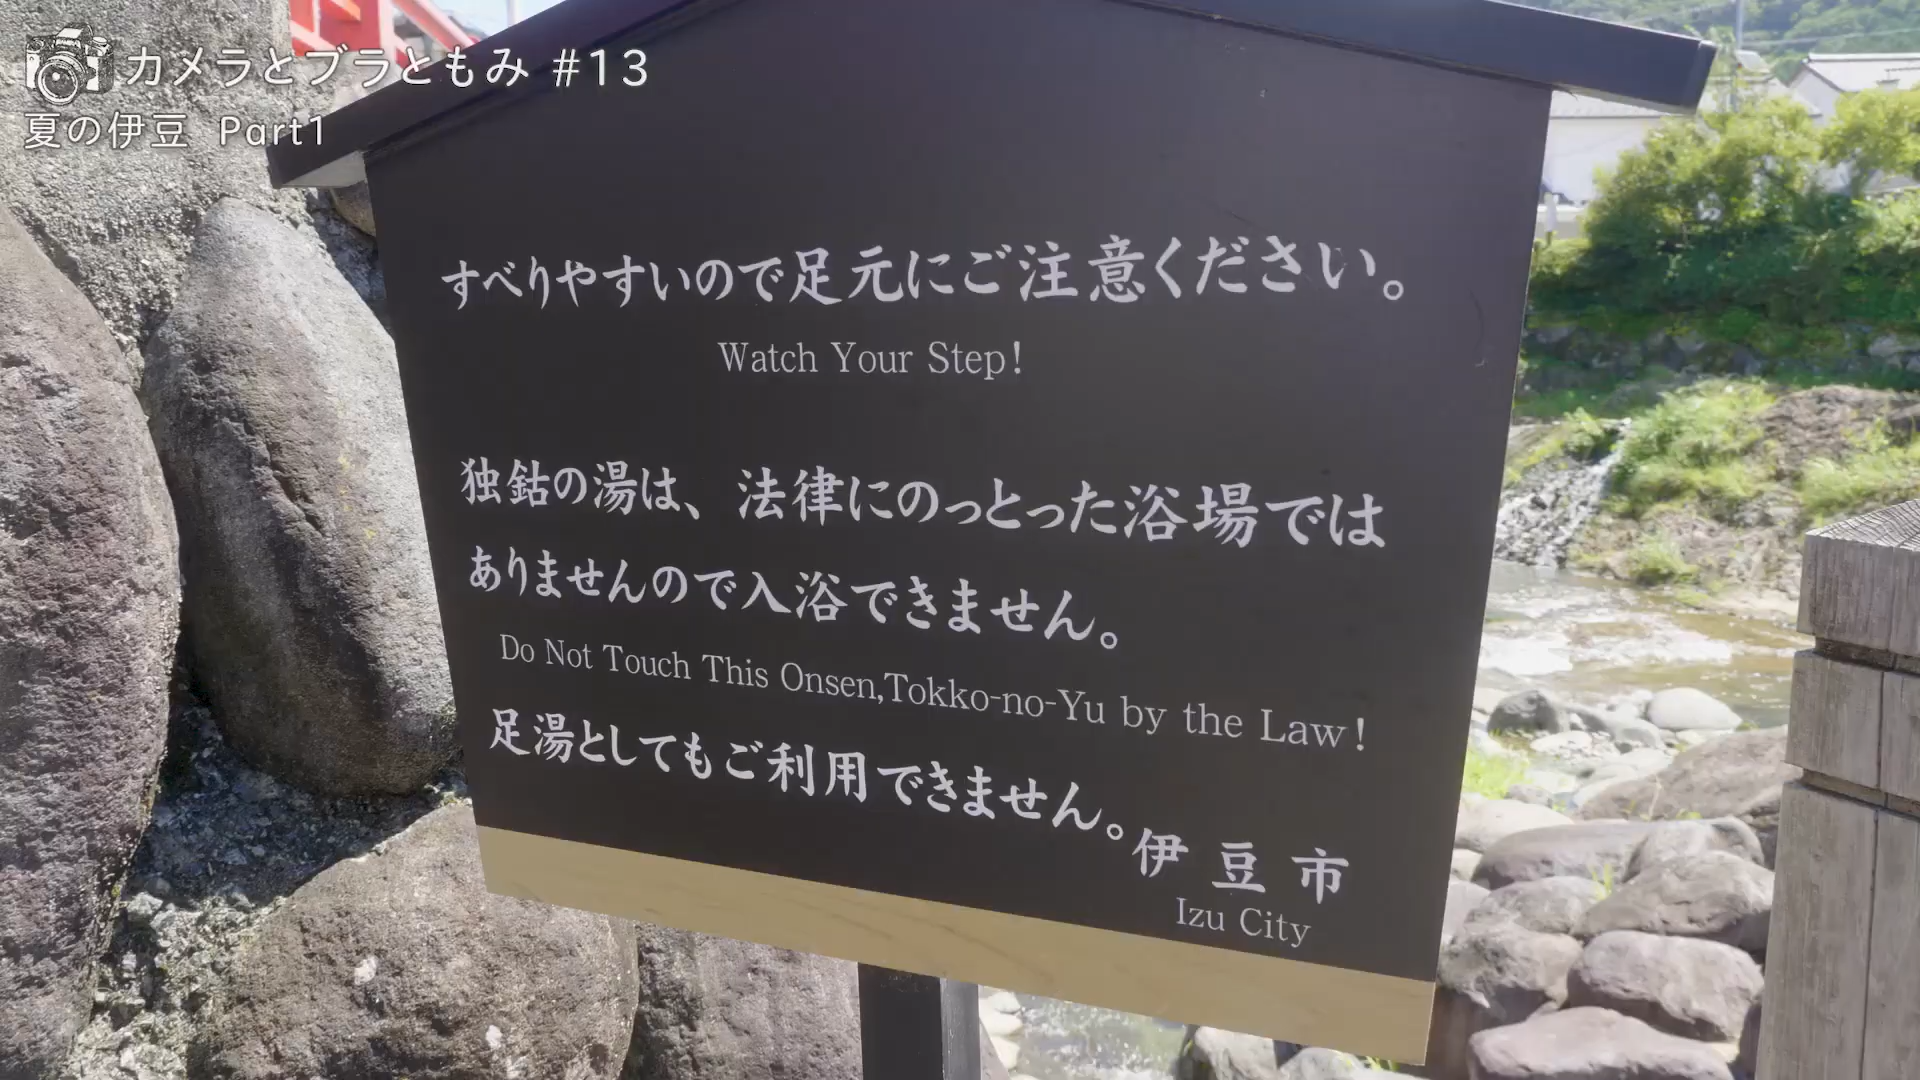 カメラとブラともみ #13
夏の伊豆 Part1
すべりやすいので足元にご注意ください。
Watch Your Step!
独鈷の湯は、法律にのっとった浴場では
ありませんので入浴できません。
Do Not Touch This Onsen,Tokko-no-Yu by the Law!
足湯としてもご利用できません。
伊豆市
Izu City